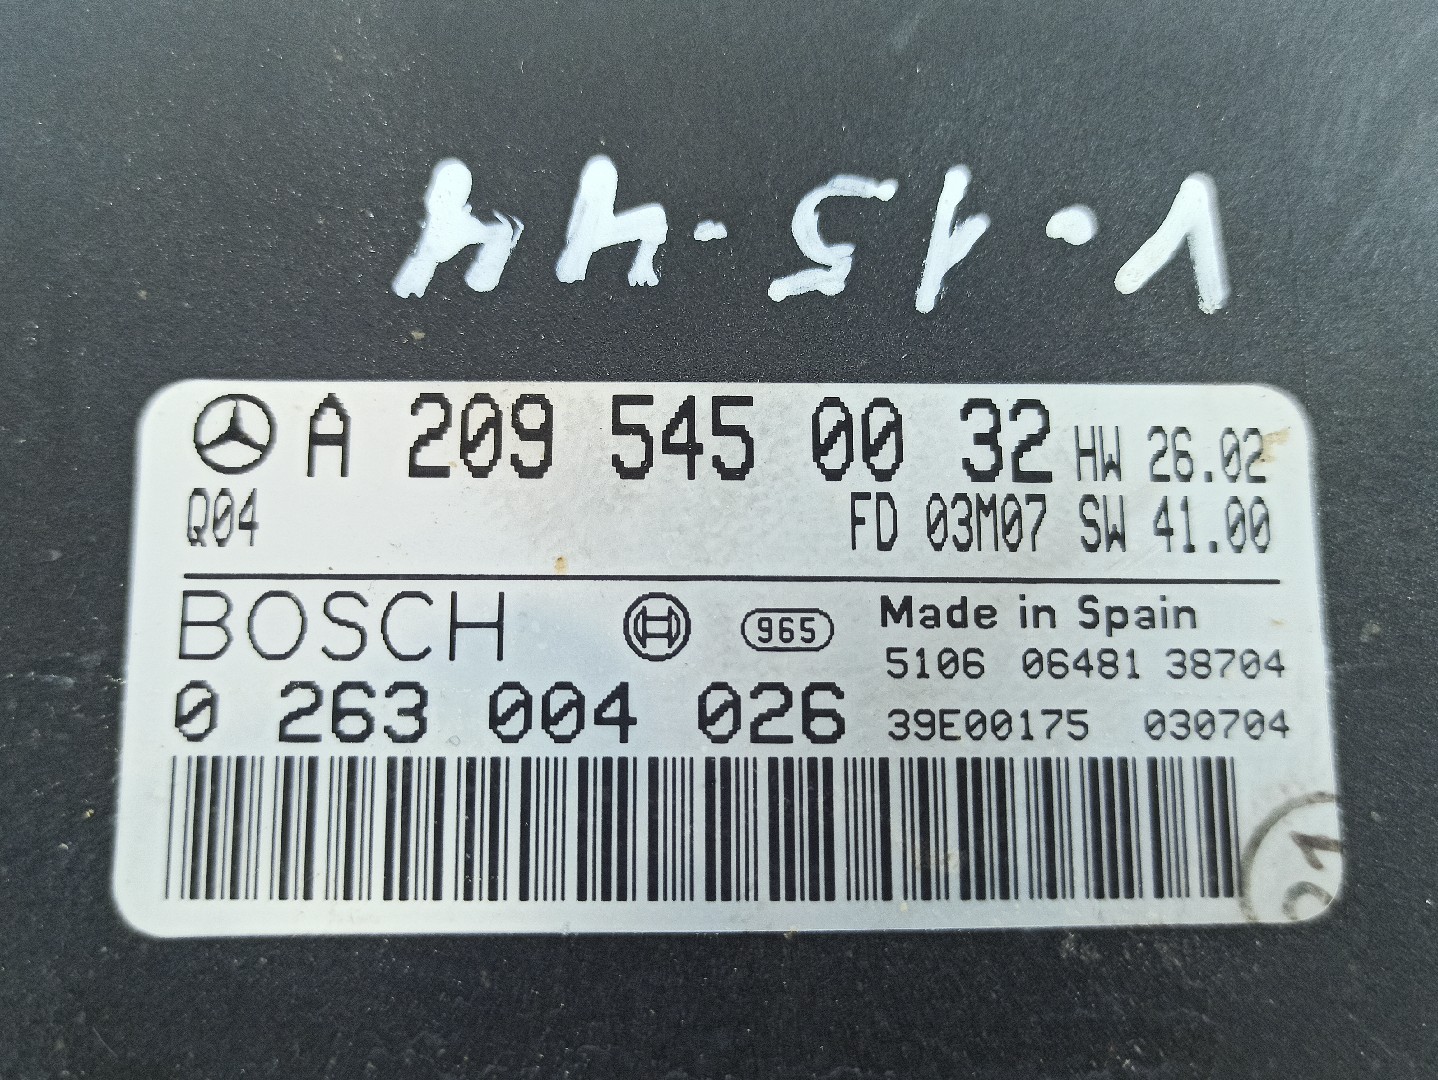 V-15-44
A 209 545 00 32 HW 26.02
Q04 FD 03M07 SW 41.00
BOSCH 965 Made in Spain
5106 06481 38704
0 263 004 026 39E00175 030704